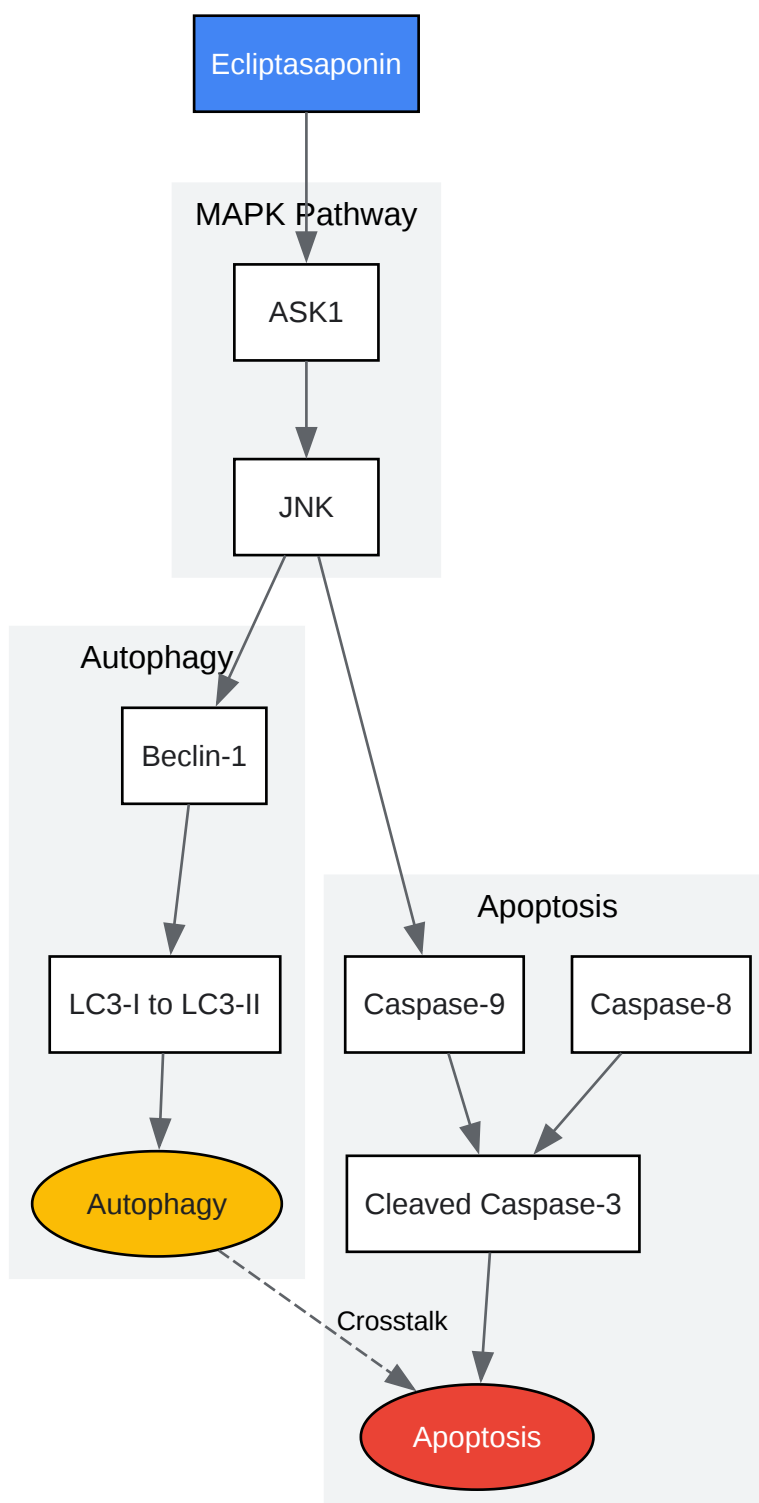 Ecliptasaponin
MAPK Pathway
ASK1
JNK
Autophagy
Beclin-1
Apoptosis
LC3-I to LC3-II
Caspase-9
Caspase-8
Autophagy
Cleaved Caspase-3
Crosstalk
Apoptosis